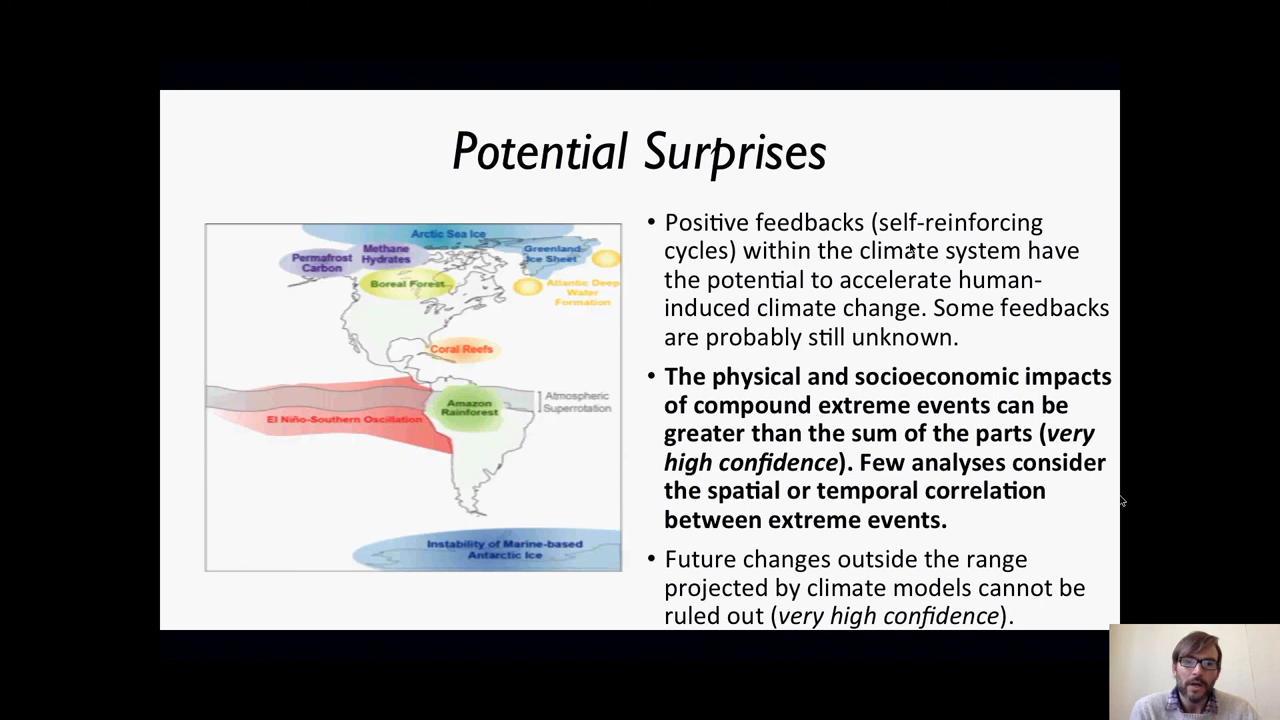 Potential Surprises
Arctic Sea Ice
Methane
Hydrates
Permafrost
Carbon
Greenland
Ice Sheet
Boreal Forest
Atlantic Deep
Water
Formation
Coral Reefs
Amazon
Rainforest
Atmospheric
Superrotation
El Niño-Southern Oscillation
Instability of Marine-based
Antarctic Ice
• Positive feedbacks (self-reinforcing
cycles) within the climate system have
the potential to accelerate human-
induced climate change. Some feedbacks
are probably still unknown.
• The physical and socioeconomic impacts
of compound extreme events can be
greater than the sum of the parts (very
high confidence). Few analyses consider
the spatial or temporal correlation
between extreme events.
• Future changes outside the range
projected by climate models cannot be
ruled out (very high confidence).